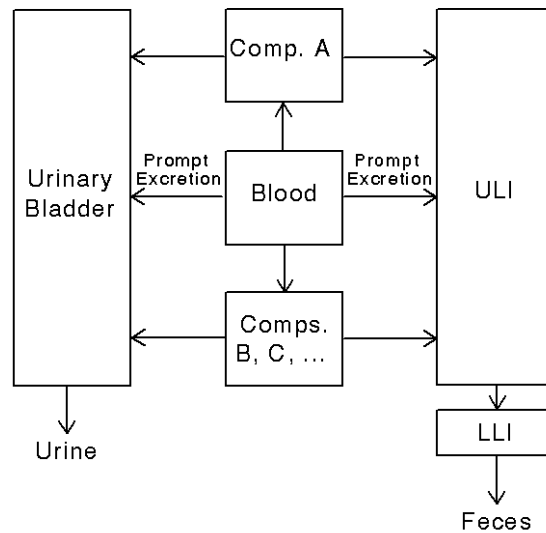 Comp. A
Prompt
Excretion
Prompt
Excretion
Urinary
Bladder
Blood
ULI
Comps.
B, C, ...
LLI
Urine
Feces